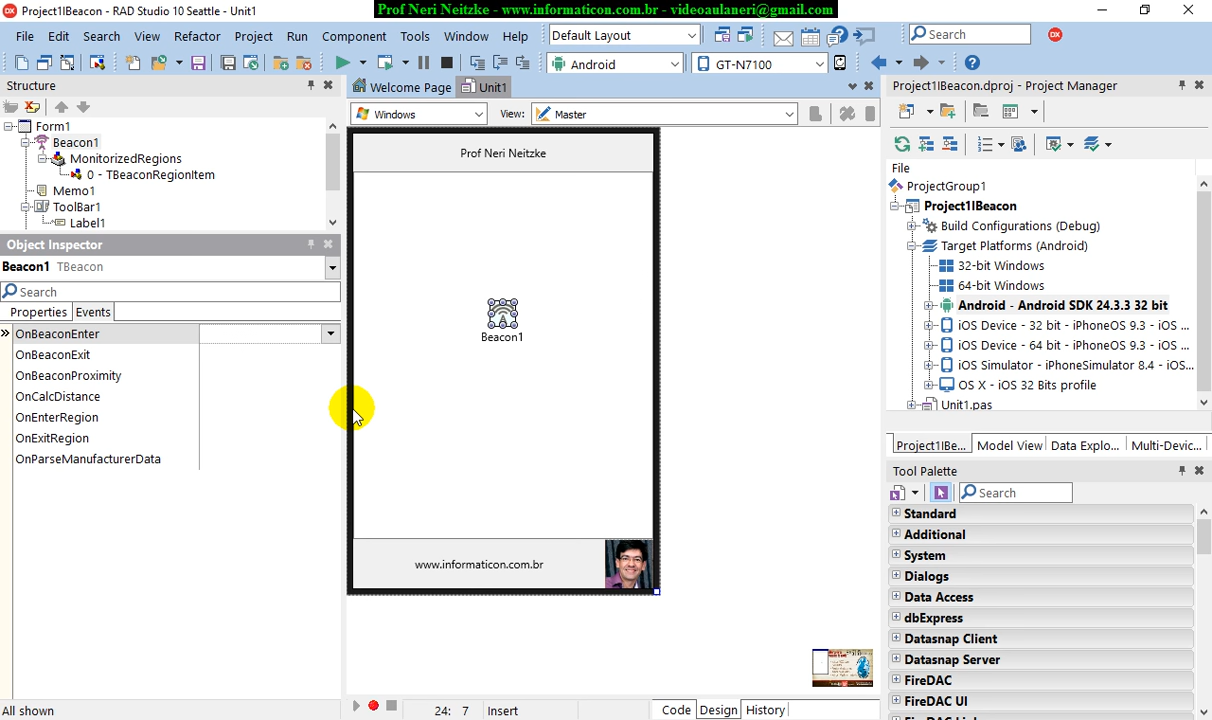 Project1IBeacon - RAD Studio 10 Seattle - Unit1
Prof Neri Neitzke - www.informaticon.com.br - videoaulaneri@gmail.com
File Edit Search View Refactor Project Run Component Tools Window Help
Default Layout
Search
Android
GT-N7100
Structure
Form1
Beacon1
MonitorizedRegions
0 - TBeaconRegionItem
Memo1
ToolBar1
Label1
Object Inspector
Beacon1 TBeacon
Search
Properties Events
OnBeaconEnter
OnBeaconExit
OnBeaconProximity
OnCalcDistance
OnEnterRegion
OnExitRegion
OnParseManufacturerData
All shown
Welcome Page Unit1
Windows
View:
Master
Prof Neri Neitzke
Beacon1
www.informaticon.com.br
24: 7 Insert
Code Design History
Project1IBeacon.dproj - Project Manager
File
ProjectGroup1
Project1IBeacon
Build Configurations (Debug)
Target Platforms (Android)
32-bit Windows
64-bit Windows
Android - Android SDK 24.3.3 32 bit
iOS Device - 32 bit - iPhoneOS 9.3 - iOS ...
iOS Device - 64 bit - iPhoneOS 9.3 - iOS ...
iOS Simulator - iPhoneSimulator 8.4 - iOS...
OS X - iOS 32 Bits profile
Unit1.pas
Project1IBe... Model View Data Explo... Multi-Devic...
Tool Palette
Search
Standard
Additional
System
Dialogs
Data Access
dbExpress
Datasnap Client
Datasnap Server
FireDAC
FireDAC UI